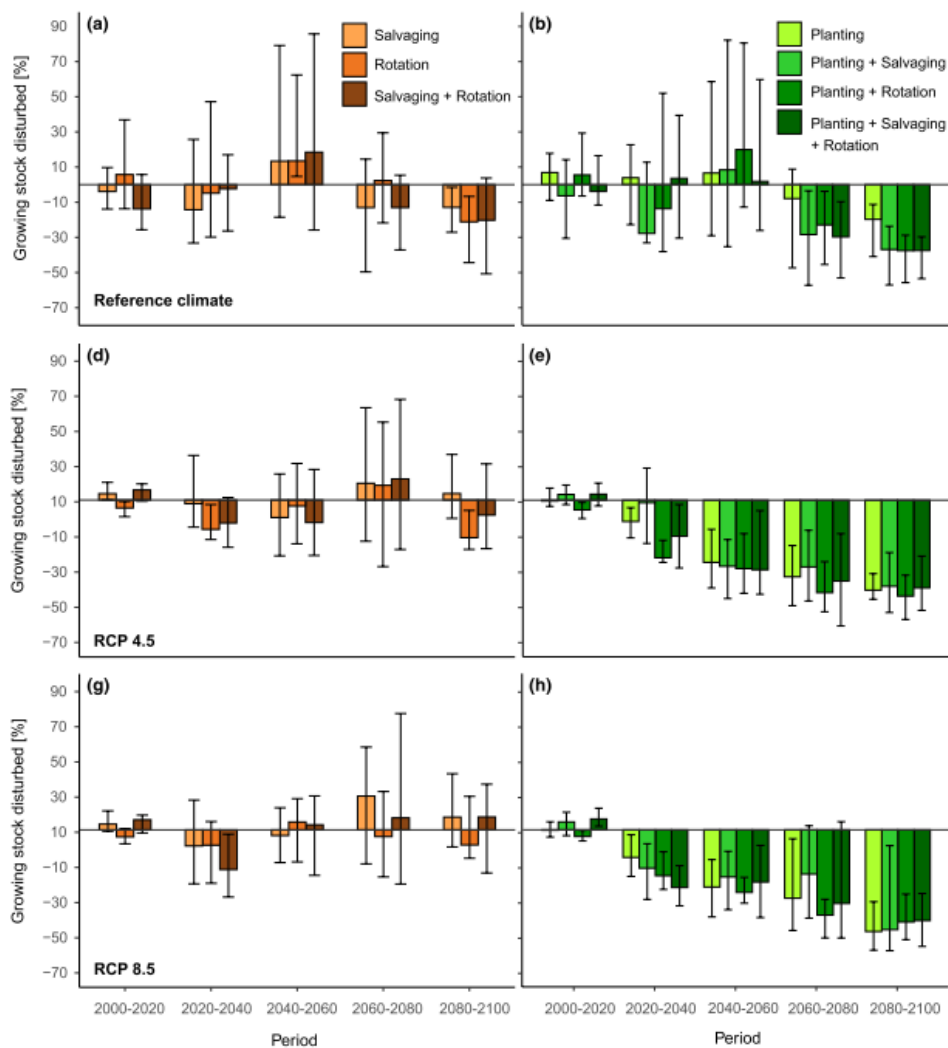 (a)
Salvaging
Rotation
Salvaging + Rotation
Growing stock disturbed [%]
90
70
50
30
10
−10
−30
−50
−70
Reference climate
(b)
Planting
Planting + Salvaging
Planting + Rotation
Planting + Salvaging
+ Rotation
(d)
Growing stock disturbed [%]
90
70
50
30
10
−10
−30
−50
−70
RCP 4.5
(e)
(g)
Growing stock disturbed [%]
90
70
50
30
10
−10
−30
−50
−70
RCP 8.5
(h)
2000-2020 2020-2040 2040-2060 2060-2080 2080-2100
Period
2000-2020 2020-2040 2040-2060 2060-2080 2080-2100
Period